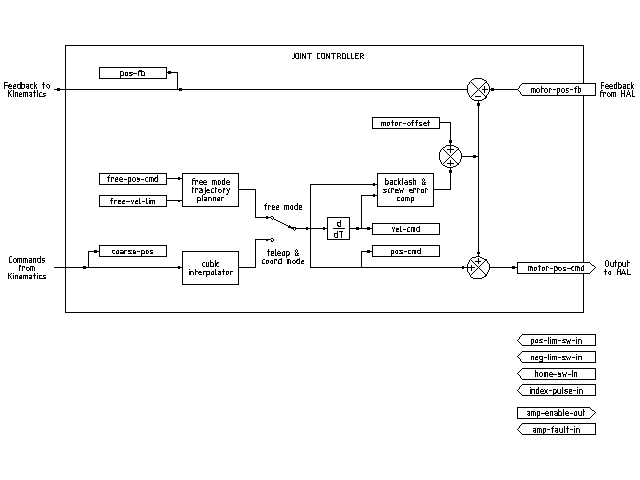 JOINT CONTROLLER
pos-fb
Feedback to
Kinematics
motor-pos-fb
Feedback
from HAL
motor-offset
free-pos-cmd
free-vel-lim
free mode
trajectory
planner
backlash &
screw error
comp
free mode
d
dT
vel-cmd
teleop &
coord mode
coarse-pos
pos-cmd
Commands
from
Kinematics
cubic
interpolator
motor-pos-cmd
Output
to HAL
pos-lim-sw-in
neg-lim-sw-in
home-sw-in
index-pulse-in
amp-enable-out
amp-fault-in